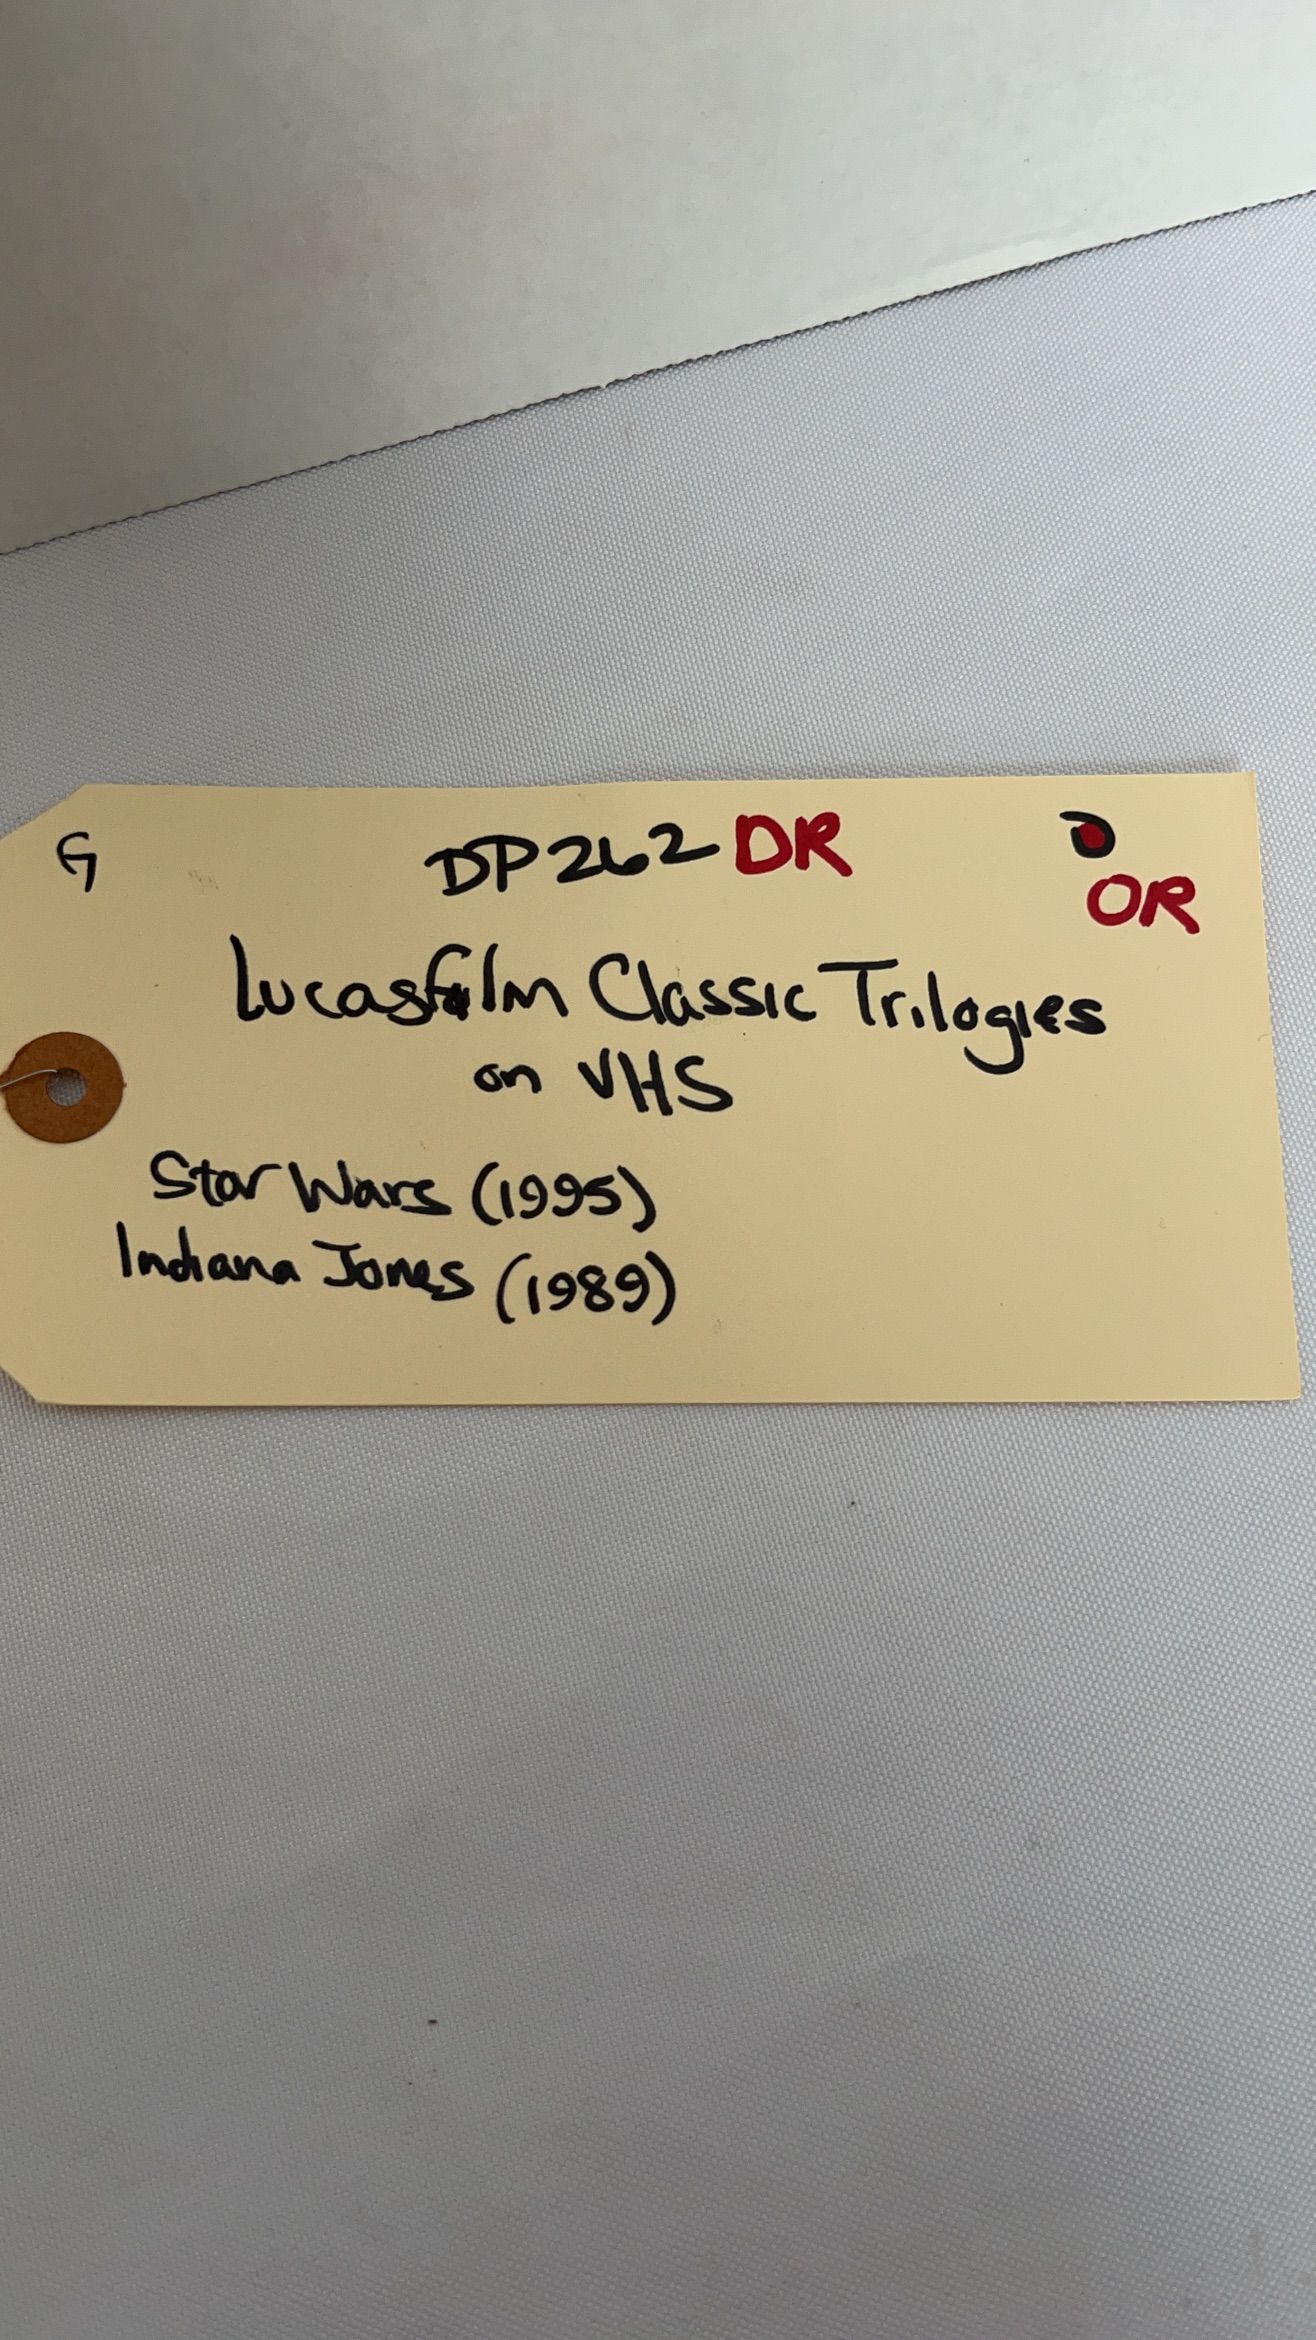 G DP262 DR D
OR
Lucasfilm Classic Trilogies
on VHS
Star Wars (1995)
Indiana Jones (1989)